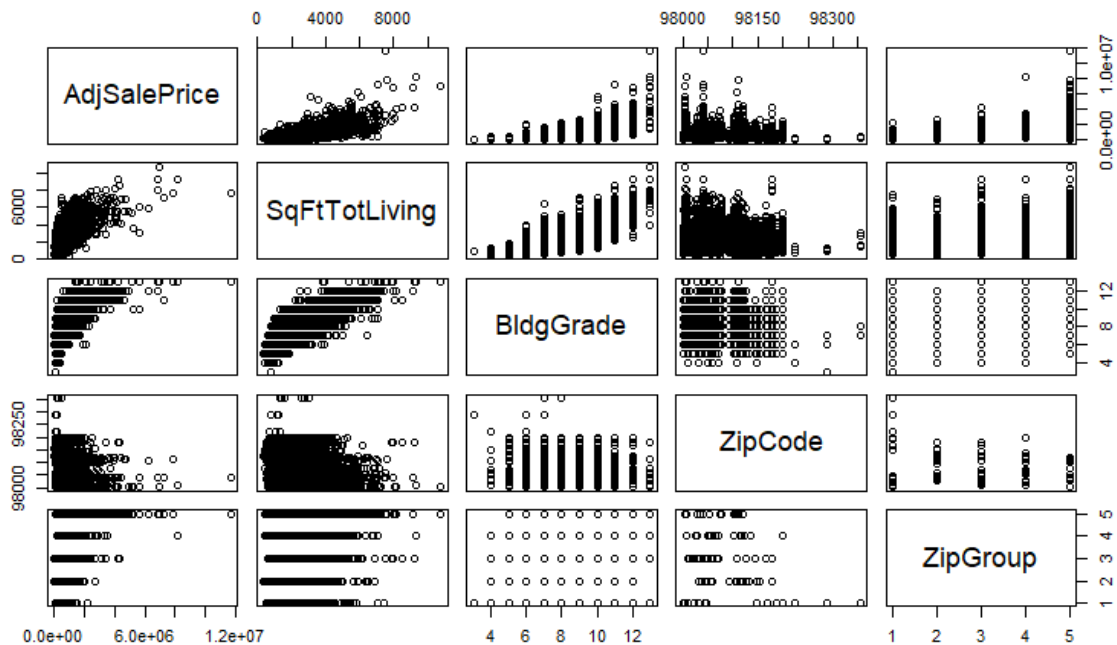 0 4000 8000
98000 98150 98300
AdjSalePrice
0.0e+00 1.0e+07
0 6000
SqFtTotLiving
BldgGrade
4 8 12
98000 98250
ZipCode
ZipGroup
1 2 3 4 5
0.0e+00 6.0e+06 1.2e+07
4 6 8 10 12
1 2 3 4 5